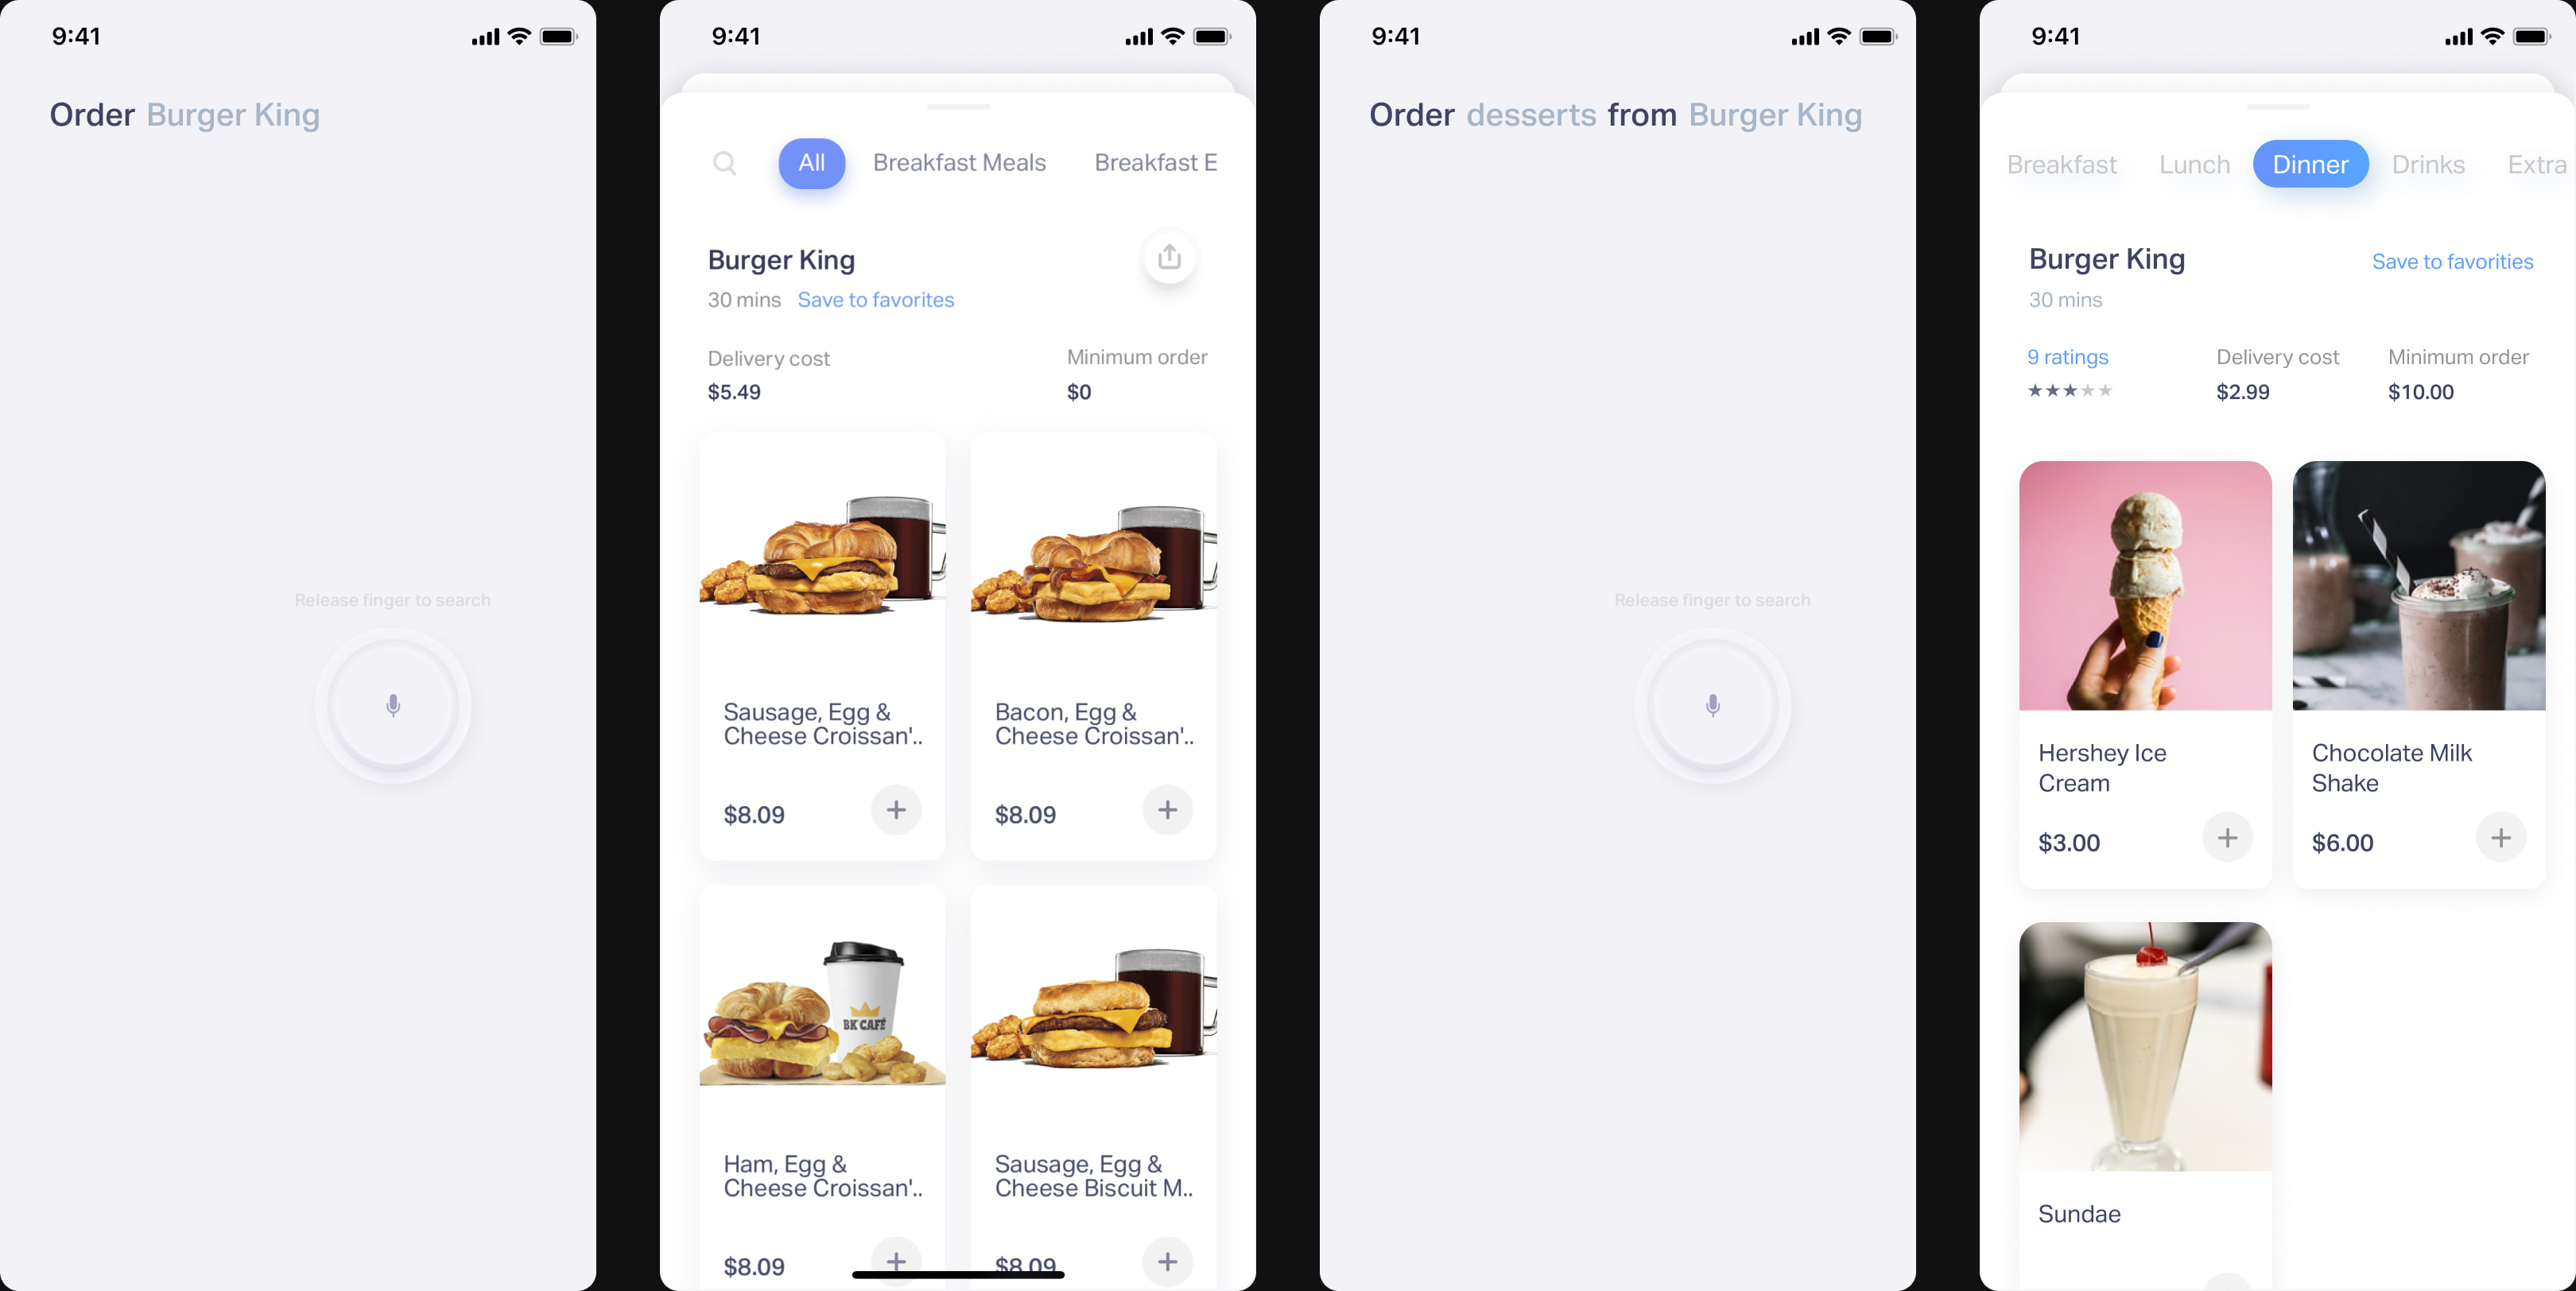 9:41
Order Burger King
Release finger to search
9:41
All Breakfast Meals Breakfast E
Burger King
30 mins Save to favorites
Delivery cost Minimum order
$5.49 $0
Sausage, Egg &
Cheese Croissan'..
$8.09
Bacon, Egg &
Cheese Croissan'..
$8.09
BK CAFÉ
Ham, Egg &
Cheese Croissan'..
$8.09
Sausage, Egg &
Cheese Biscuit M..
$8.09
9:41
Order desserts from Burger King
Release finger to search
9:41
Breakfast Lunch Dinner Drinks Extra
Burger King Save to favorities
30 mins
9 ratings Delivery cost Minimum order
$2.99 $10.00
Hershey Ice
Cream
$3.00
Chocolate Milk
Shake
$6.00
Sundae